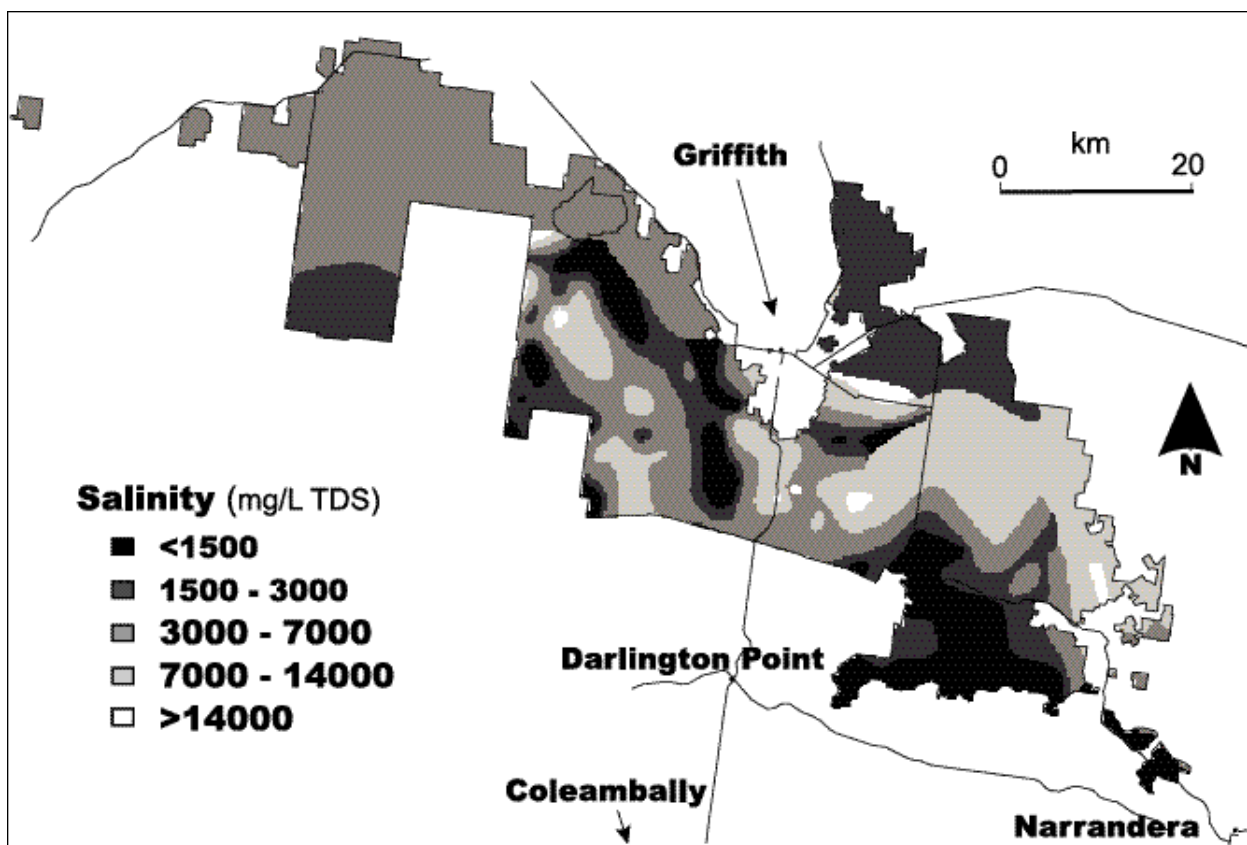 Griffith
km
0 20
N
Salinity (mg/L TDS)
<1500
1500 - 3000
3000 - 7000
7000 - 14000
>14000
Darlington Point
Coleambally
Narrandera